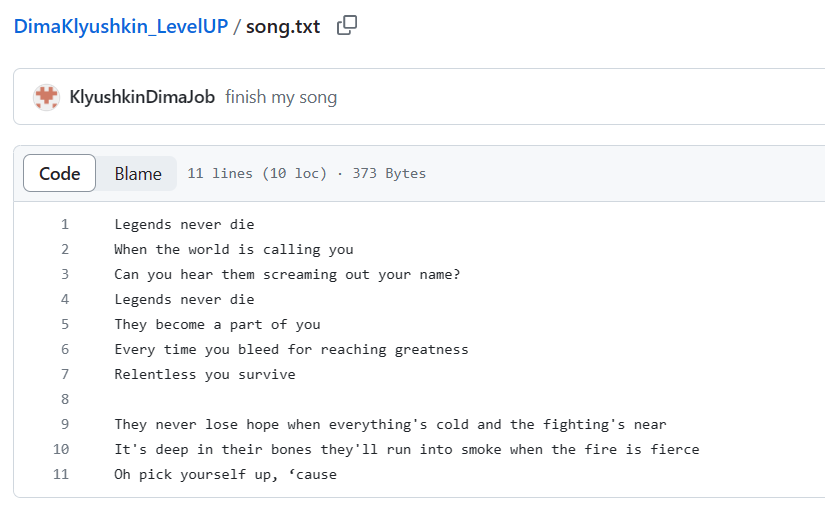 DimaKlyushkin_LevelUP / song.txt
KlyushkinDimaJob finish my song
Code Blame 11 lines (10 loc) · 373 Bytes
1 Legends never die
2 When the world is calling you
3 Can you hear them screaming out your name?
4 Legends never die
5 They become a part of you
6 Every time you bleed for reaching greatness
7 Relentless you survive
8
9 They never lose hope when everything's cold and the fighting's near
10 It's deep in their bones they'll run into smoke when the fire is fierce
11 Oh pick yourself up, ‘cause